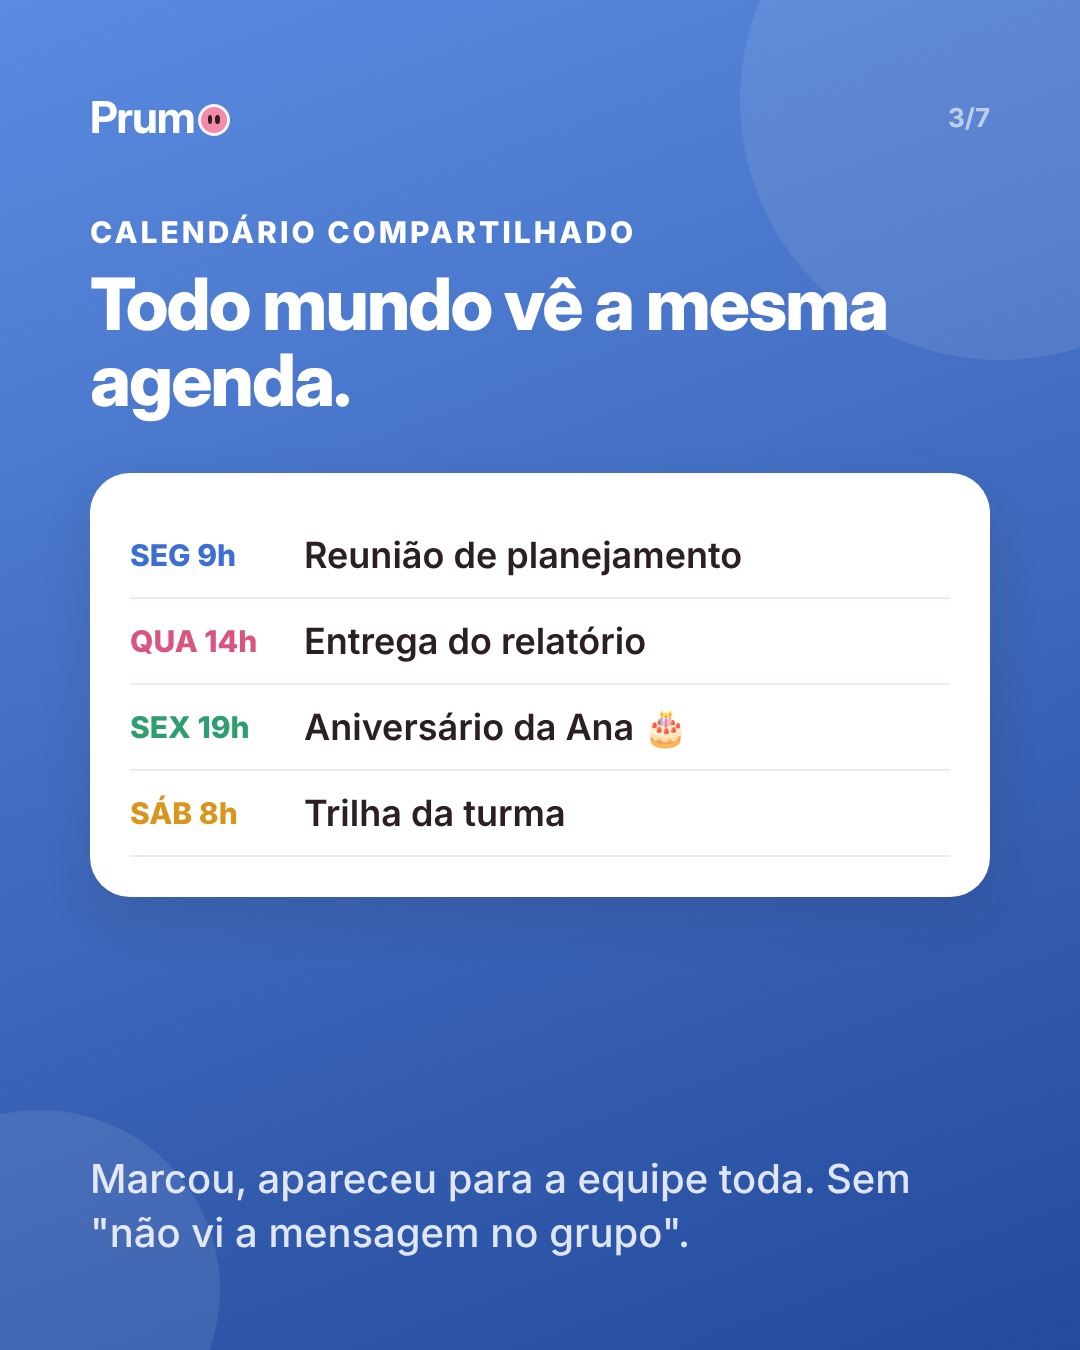 Prum
3/7
CALENDÁRIO COMPARTILHADO
Todo mundo vê a mesma
agenda.
SEG 9h Reunião de planejamento
QUA 14h Entrega do relatório
SEX 19h Aniversário da Ana 🎂
SÁB 8h Trilha da turma
Marcou, apareceu para a equipe toda. Sem
"não vi a mensagem no grupo".